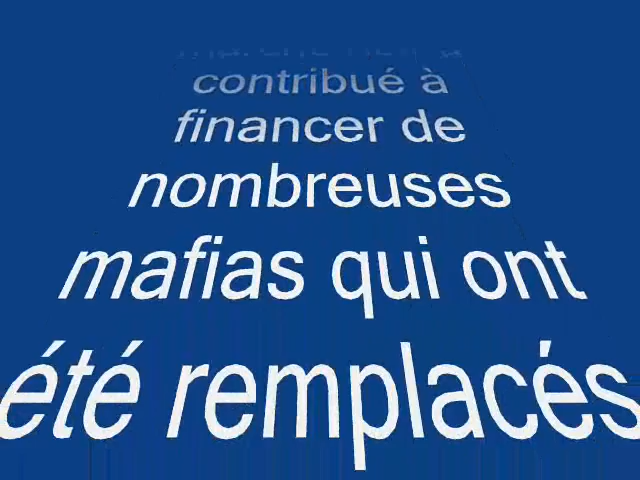 contribué à
financer de
nombreuses
mafias qui ont
été remplacés